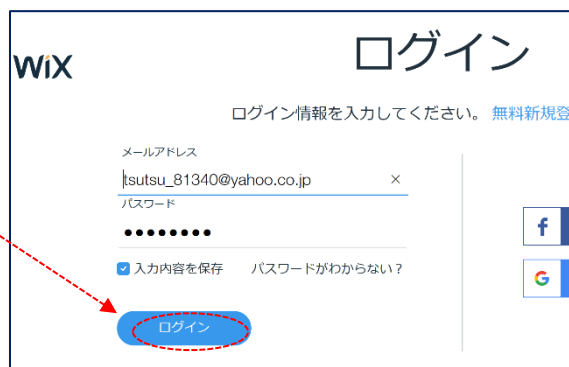 WiX
ログイン
ログイン情報を入力してください。 無料新規登
メールアドレス
tsutsu_81340@yahoo.co.jp ×
パスワード
●●●●●●●●
入力内容を保存 パスワードがわからない?
f
G
ログイン